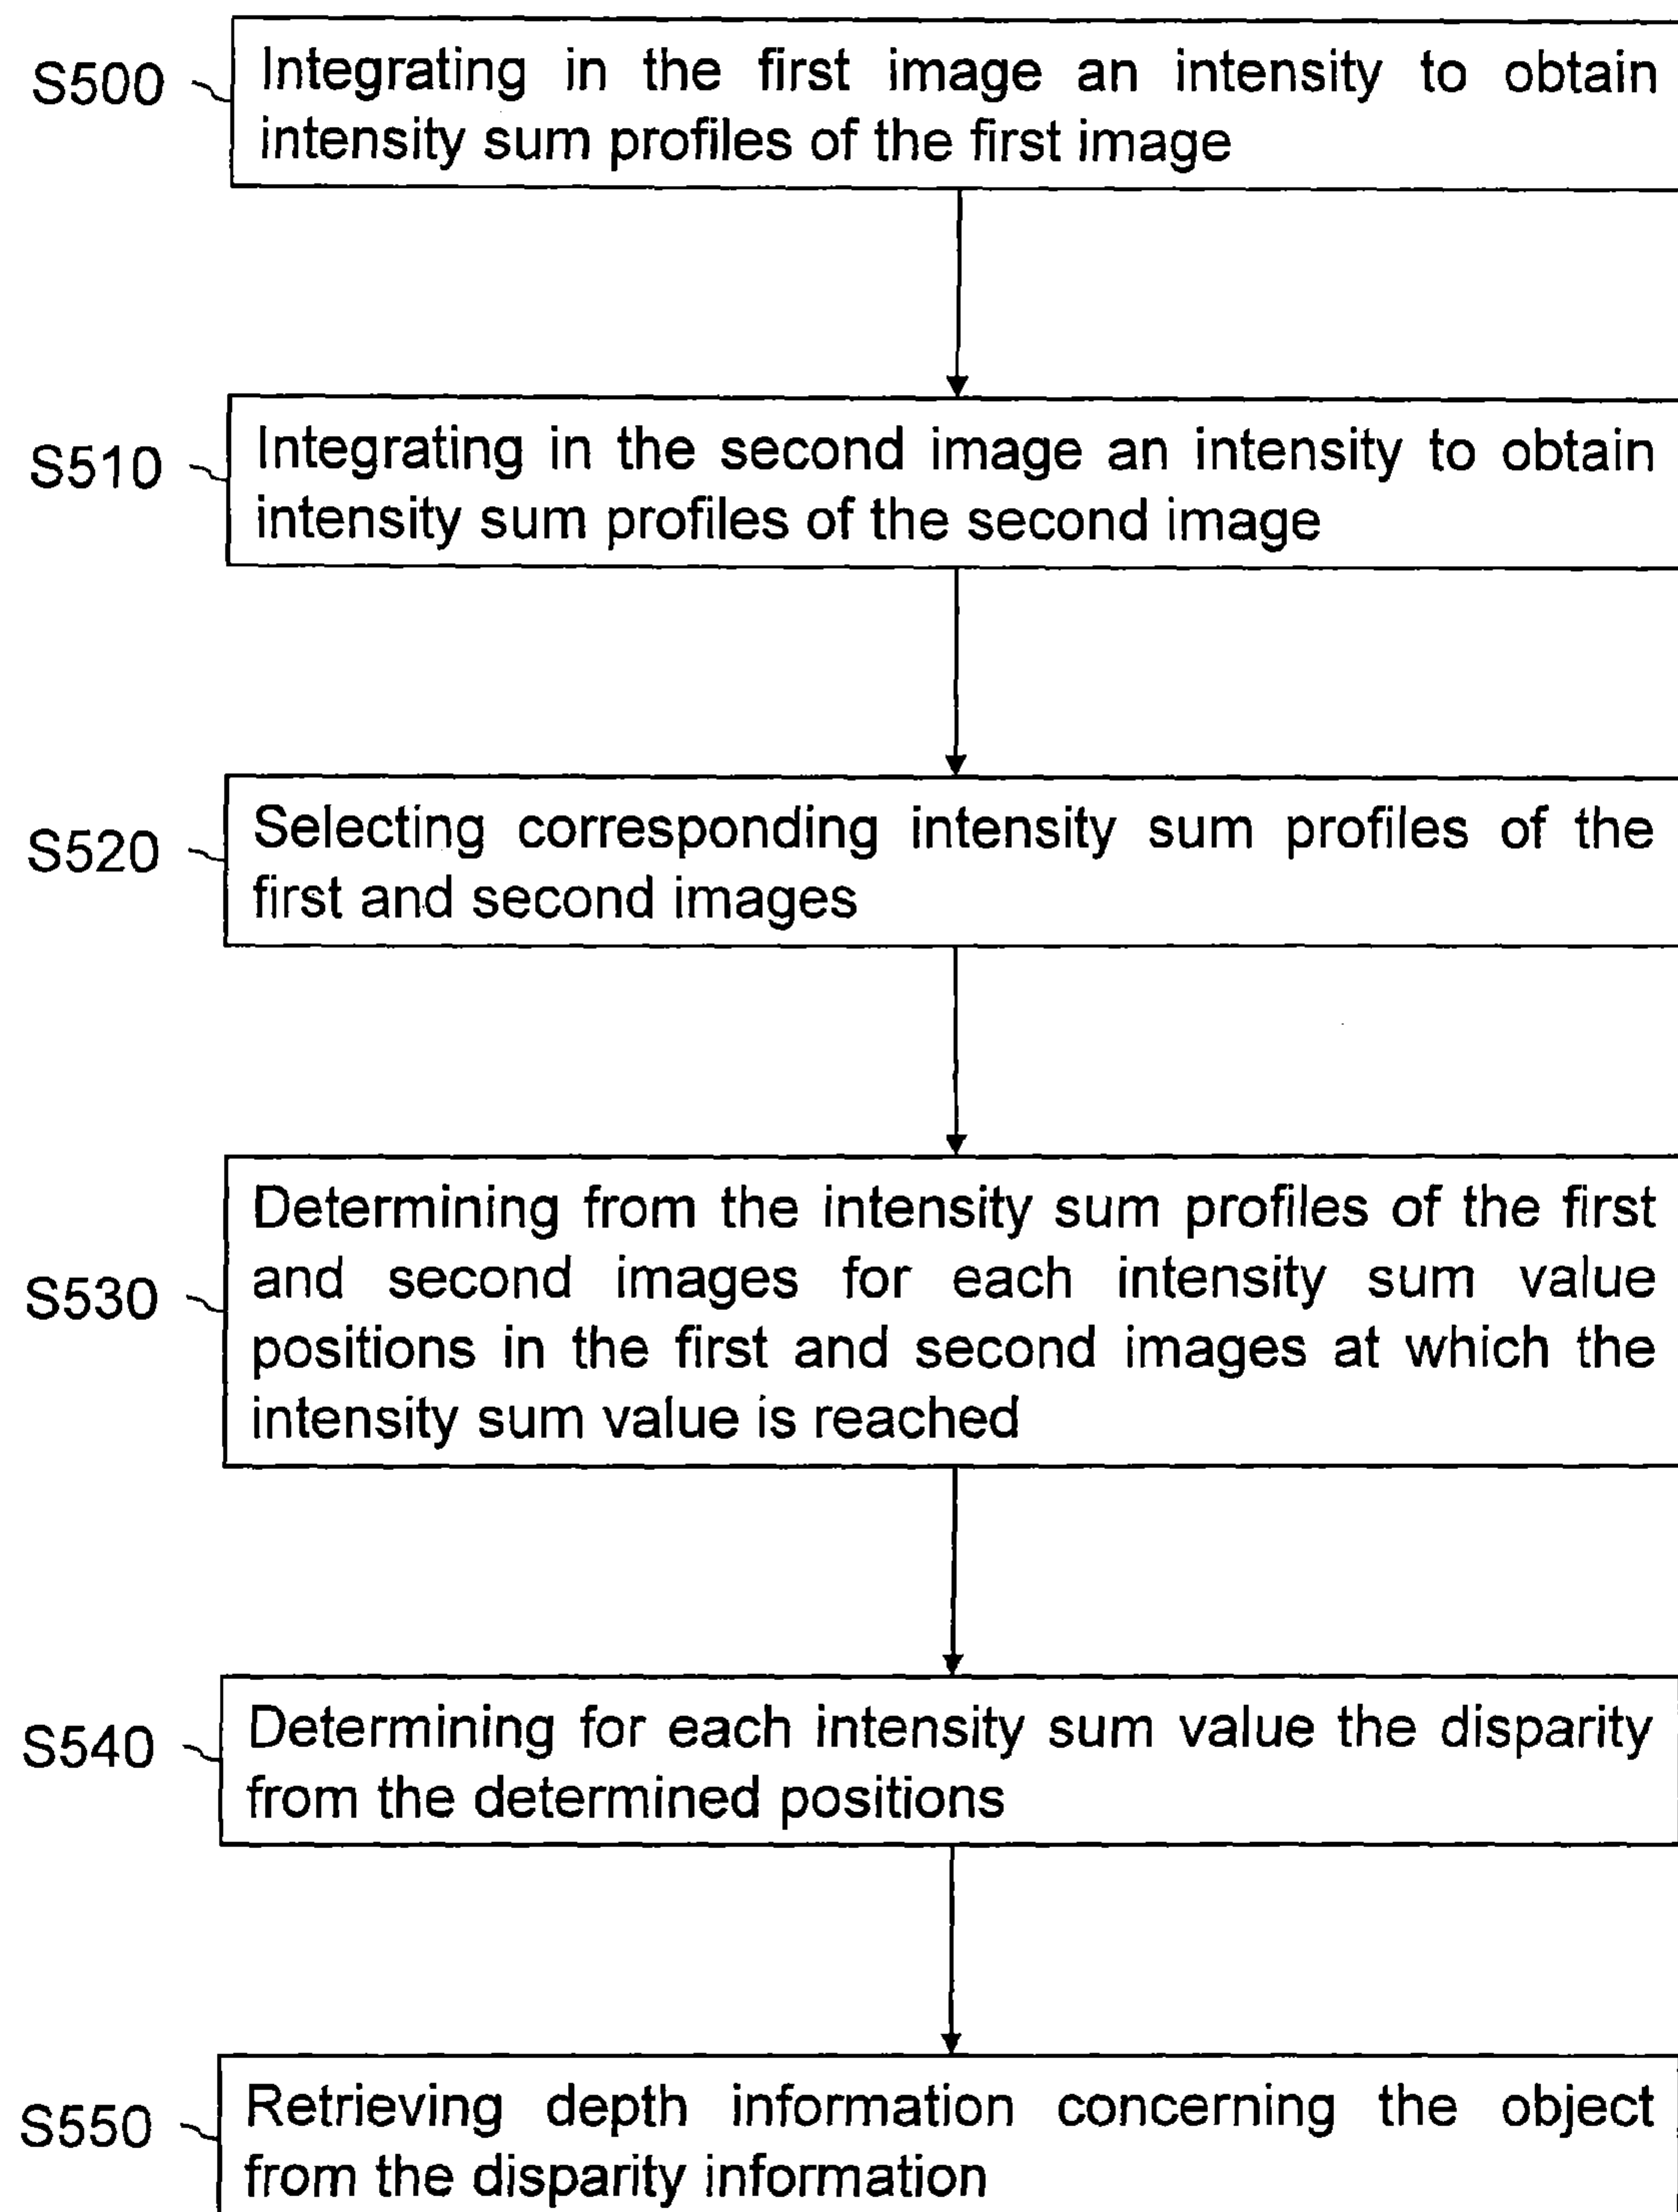 S500
Integrating in the first image an intensity to obtain
intensity sum profiles of the first image
S510
Integrating in the second image an intensity to obtain
intensity sum profiles of the second image
S520
Selecting corresponding intensity sum profiles of the
first and second images
S530
Determining from the intensity sum profiles of the first
and second images for each intensity sum value
positions in the first and second images at which the
intensity sum value is reached
S540
Determining for each intensity sum value the disparity
from the determined positions
S550
Retrieving depth information concerning the object
from the disparity information